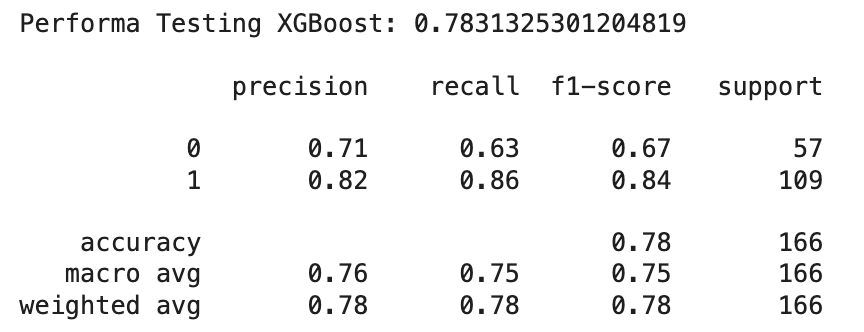 Performa Testing XGBoost: 0.7831325301204819
precision recall f1-score support
0 0.71 0.63 0.67 57
1 0.82 0.86 0.84 109
accuracy 0.78 166
macro avg 0.76 0.75 0.75 166
weighted avg 0.78 0.78 0.78 166